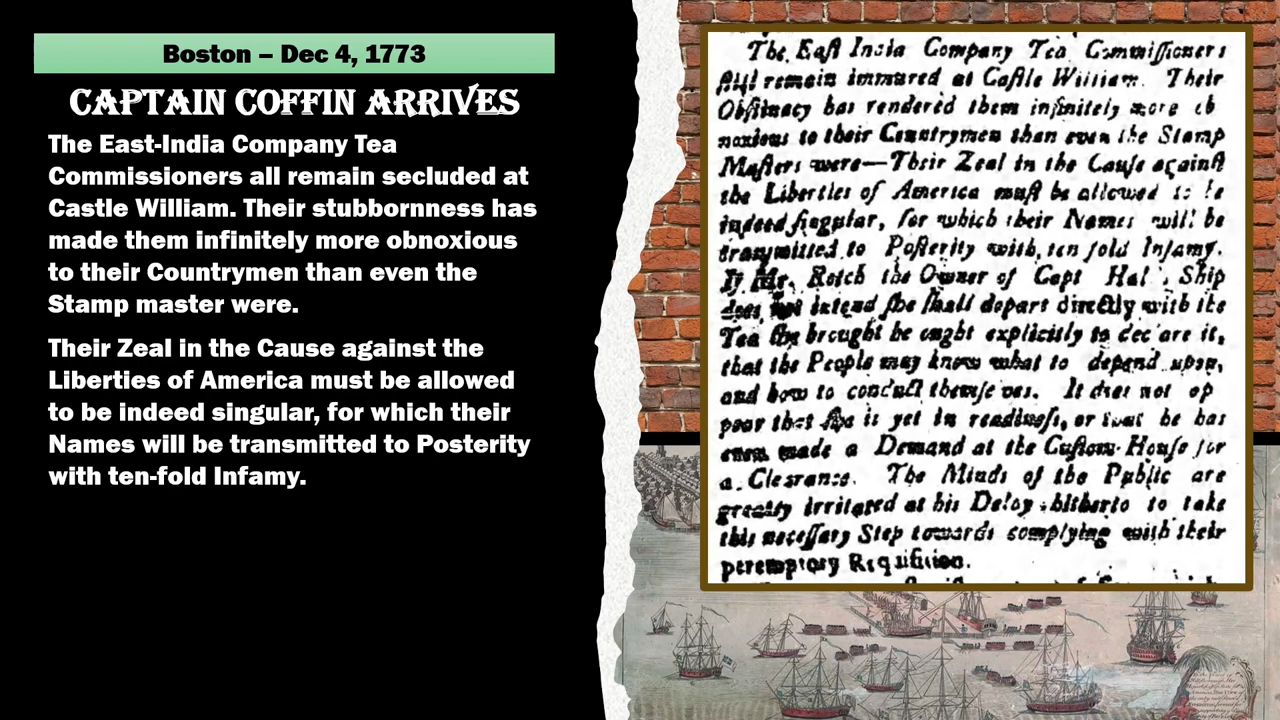 Boston – Dec 4, 1773
CAPTAIN COFFIN ARRIVES
The East-India Company Tea
Commissioners all remain secluded at
Castle William. Their stubbornness has
made them infinitely more obnoxious
to their Countrymen than even the
Stamp master were.
Their Zeal in the Cause against the
Liberties of America must be allowed
to be indeed singular, for which their
Names will be transmitted to Posterity
with ten-fold Infamy.
The East India Company Tea Commiſſioners
ſtill remain immured at Caſtle William. Their
Obſtinacy has rendered them infinitely more ob
noxious to their Countrymen than even the Stamp
Maſters were—Their Zeal in the Cauſe againſt
the Liberties of America muſt be allowed to be
indeed ſingular, for which their Names will be
tranſmitted to Poſterity with ten fold Infamy.
If Mr. Rotch the Owner of Capt Hal Ship
does not intend ſhe ſhall depart directly with the
Tea ſhe brought he ought explicitly to declare it,
that the People may know what to depend upon,
and how to conduct themſelves. It does not ap
pear that ſhe is yet in readineſs, or that he has
even made a Demand at the Cuſtom-Houſe for
a Clearance. The Minds of the Public are
greatly irritated at his Delay hitherto to take
this neceſſary Step towards complying with their
peremptory Requiſition.